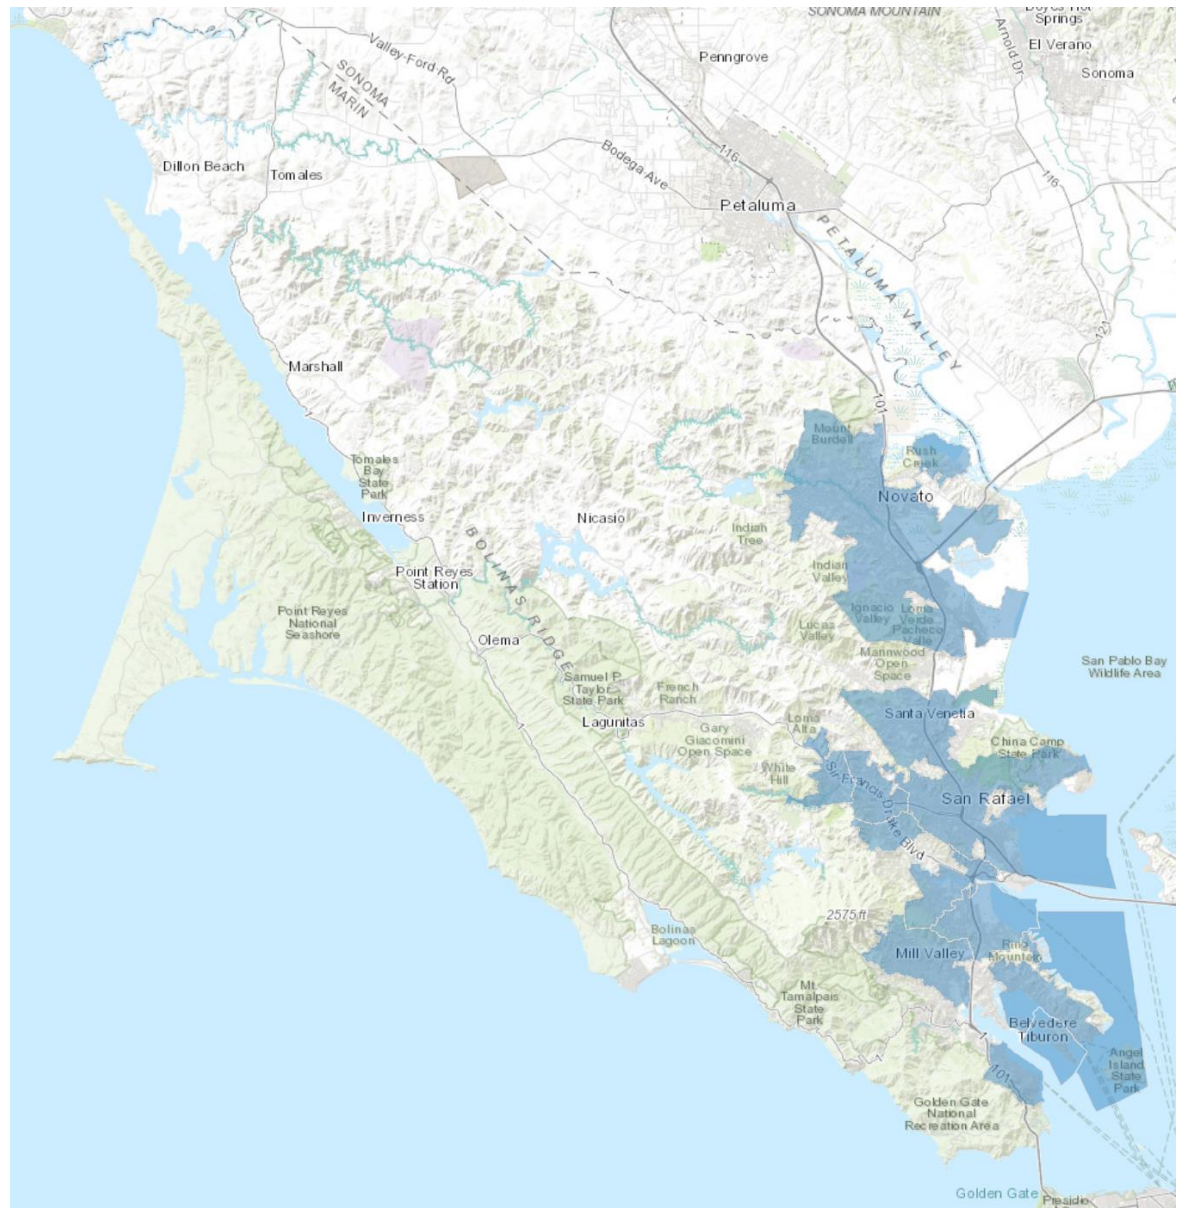 SONOMA MOUNTAIN
Springs
El Verano
Arnold Dr
Sonoma
Penngrove
Valley-Ford Rd
SONOMA
MARIN
116
Bodega Ave
116
Dillon Beach
Tomales
Petaluma
PETALUMA VALLEY
121
Marshall
1
101
Mount
Burdell
Rush
Creek
Tomales
Bay
State
Park
Novato
Inverness
Nicasio
Indian
Tree
BOLINAS RIDGE
Point Reyes
Station
Indian
Valley
Point Reyes
National
Seashore
Ignacio
Valley
Loma
Verde
Pacheco
Valle
Lucas
Valley
Olema
Marinwood
Open
Space
San Pablo Bay
Wildlife Area
Samuel P.
Taylor
State Park
French
Ranch
Santa Venetia
Lagunitas
1
Loma
Alta
Gary
Giacomini
Open Space
China Camp
State Park
White
Hill
Sir-Francis-Drake-Blvd
San Rafael
2575 ft
Bolinas
Lagoon
Mill Valley
Ring
Mountain
Mt
Tamalpais
State
Park
Belvedere
Tiburon
1
1
101
Angel
Island
State
Park
Golden Gate
National
Recreation Area
Golden Gate
Presidio